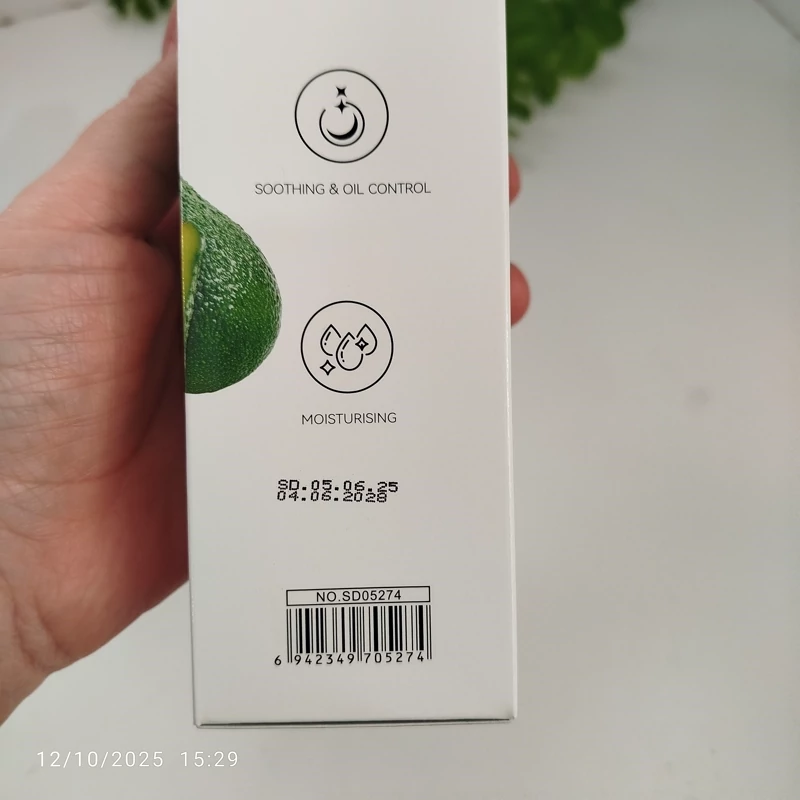 SOOTHING & OIL CONTROL
MOISTURISING
SD.05.06.25
04.06.2028
NO.SD05274
6 942349 705274
12/10/2025 15:29